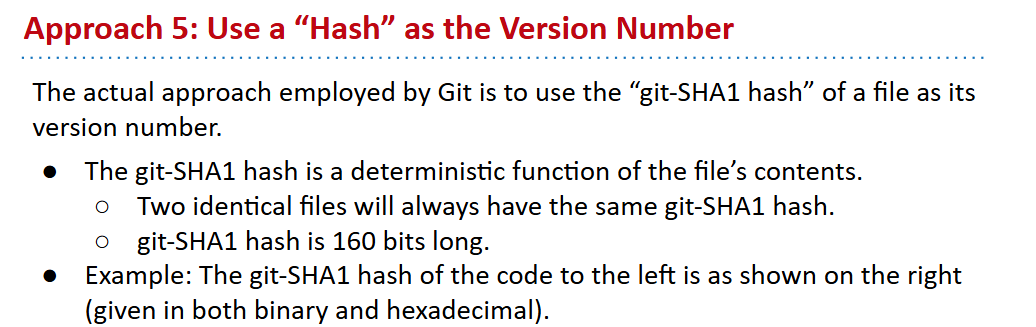 Approach 5: Use a “Hash” as the Version Number
The actual approach employed by Git is to use the “git-SHA1 hash” of a file as its
version number.
● The git-SHA1 hash is a deterministic function of the file’s contents.
○ Two identical files will always have the same git-SHA1 hash.
○ git-SHA1 hash is 160 bits long.
● Example: The git-SHA1 hash of the code to the left is as shown on the right
(given in both binary and hexadecimal).